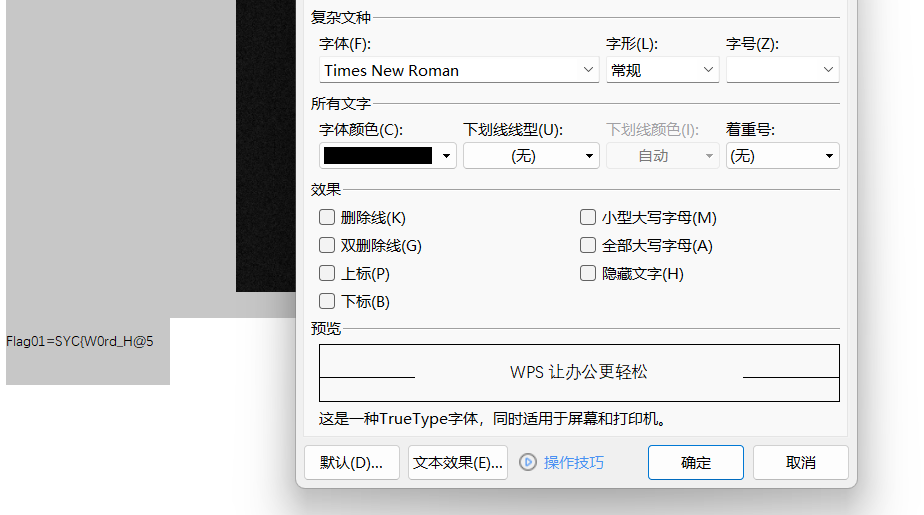 复杂文种
字体(F): 字形(L): 字号(Z):
Times New Roman 常规
所有文字
字体颜色(C): 下划线线型(U): 下划线颜色(I): 着重号:
(无) 自动 (无)
效果
删除线(K) 小型大写字母(M)
双删除线(G) 全部大写字母(A)
上标(P) 隐藏文字(H)
下标(B)
预览
Flag01=SYC{W0rd_H@5
WPS 让办公更轻松
这是一种TrueType字体，同时适用于屏幕和打印机。
默认(D)... 文本效果(E)... 操作技巧 确定 取消